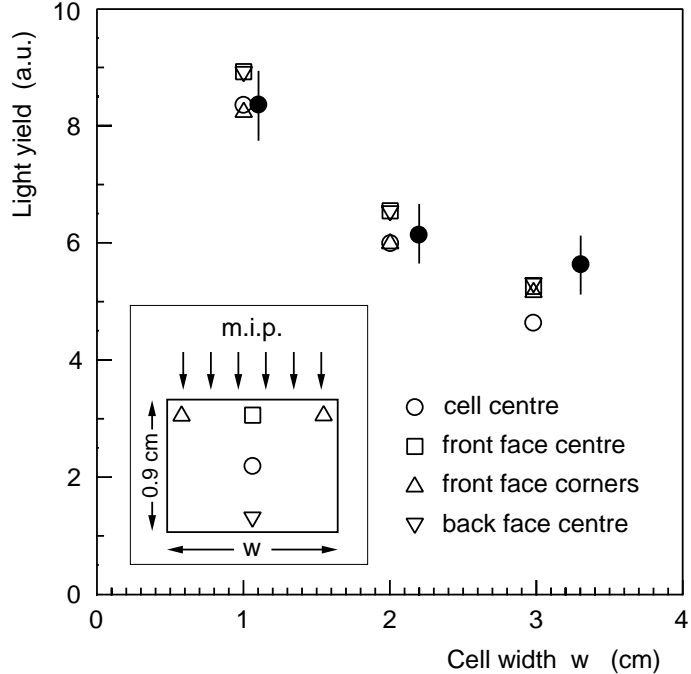 Light yield (a.u.)
10
8
6
4
2
0
0 1 2 3 4
Cell width w (cm)
m.i.p.
0.9 cm
w
cell centre
front face centre
front face corners
back face centre